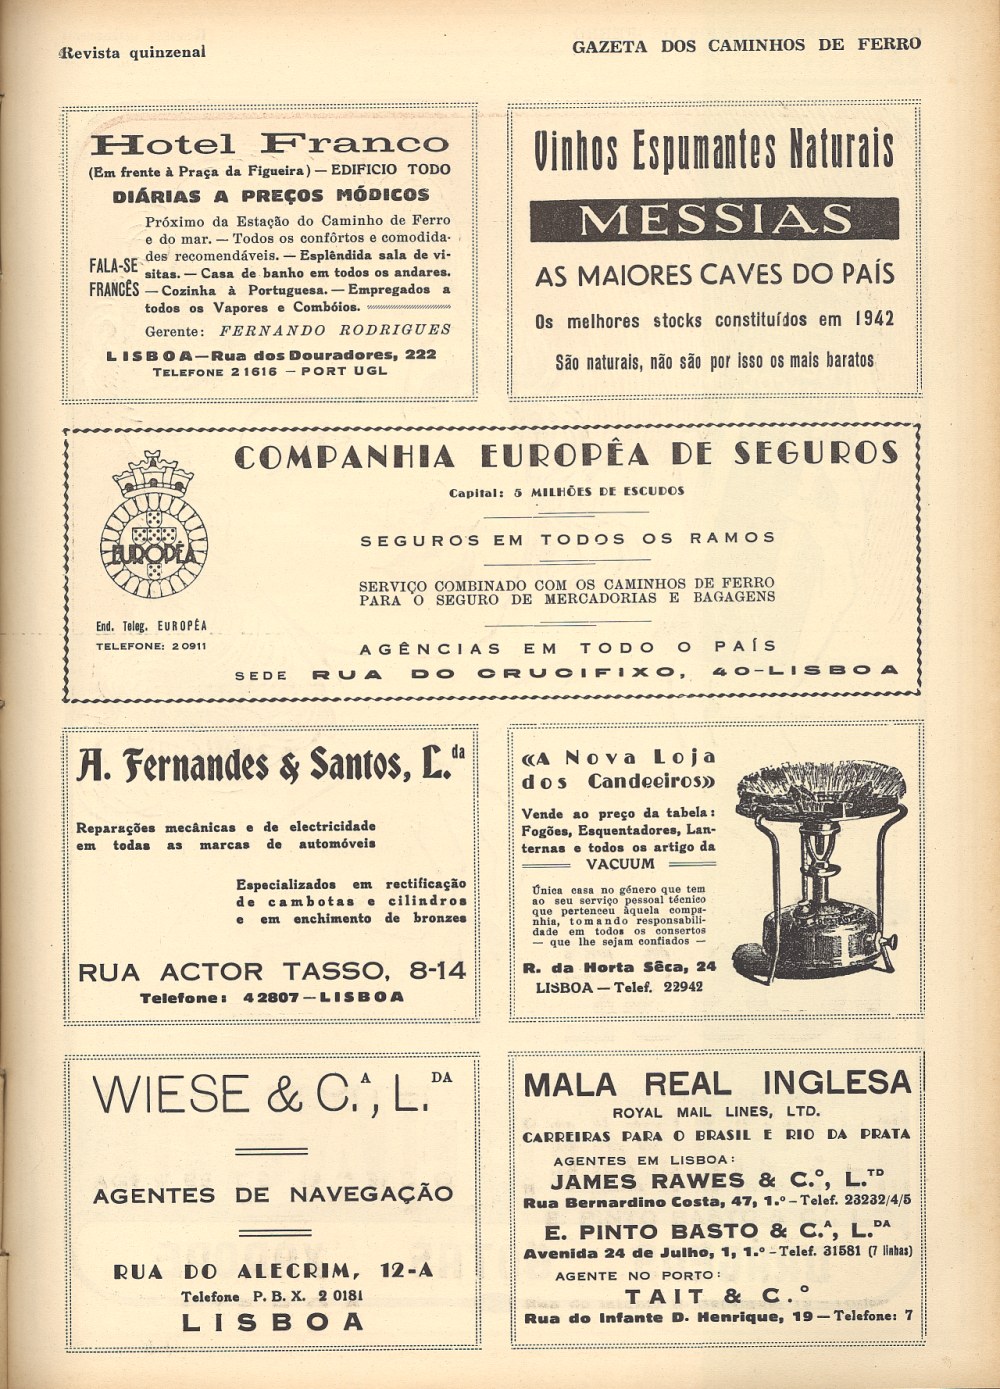 Revista quinzenal
GAZETA DOS CAMINHOS DE FERRO
Hotel Franco
(Em frente à Praça da Figueira) — EDIFICIO TODO
DIÁRIAS A PREÇOS MÓDICOS
Próximo da Estação do Caminho de Ferro
e do mar. — Todos os confôrtos e comodida-
des recomendáveis. — Esplêndida sala de vi-
sitas. — Casa de banho em todos os andares.
— Cozinha à Portuguesa. — Empregados a
todos os Vapores e Combóios.
FALA-SE
FRANCÊS
Gerente: FERNANDO RODRIGUES
LISBOA — Rua dos Douradores, 222
TELEFONE 21616 — PORT UGL
Vinhos Espumantes Naturais
MESSIAS
AS MAIORES CAVES DO PAÍS
Os melhores stocks constituídos em 1942
São naturais, não são por isso os mais baratos
COMPANHIA EUROPÊA DE SEGUROS
Capital: 5 MILHÕES DE ESCUDOS
SEGUROS EM TODOS OS RAMOS
SERVIÇO COMBINADO COM OS CAMINHOS DE FERRO
PARA O SEGURO DE MERCADORIAS E BAGAGENS
AGÊNCIAS EM TODO O PAÍS
SEDE RUA DO CRUCIFIXO, 40-LISBOA
EUROPÊA
End. Teleg. EUROPÊA
TELEFONE: 20911
A. Fernandes & Santos, L.da
Reparações mecânicas e de electricidade
em todas as marcas de automóveis
Especializados em rectificação
de cambotas e cilindros
e em enchimento de bronzes
RUA ACTOR TASSO, 8-14
Telefone: 42807 — LISBOA
«A Nova Loja
dos Candeeiros»
Vende ao preço da tabela:
Fogões, Esquentadores, Lan-
ternas e todos os artigo da
VACUUM
Única casa no género que tem
ao seu serviço pessoal técnico
que pertenceu àquela compa-
nhia, tomando responsabili-
dade em todos os consertos
— que lhe sejam confiados —
R. da Horta Sêca, 24
LISBOA — Telef. 22942
WIESE & C.A, L.DA
AGENTES DE NAVEGAÇÃO
RUA DO ALECRIM, 12-A
Telefone P. B. X. 2 0181
LISBOA
MALA REAL INGLESA
ROYAL MAIL LINES, LTD.
CARREIRAS PARA O BRASIL E RIO DA PRATA
AGENTES EM LISBOA:
JAMES RAWES & C.º, L.TD
Rua Bernardino Costa, 47, 1.º – Telef. 23232/4/5
E. PINTO BASTO & C.A, L.DA
Avenida 24 de Julho, 1, 1.º – Telef. 31581 (7 linhas)
AGENTE NO PORTO:
TAIT & C.º
Rua do Infante D. Henrique, 19 — Telefone: 7